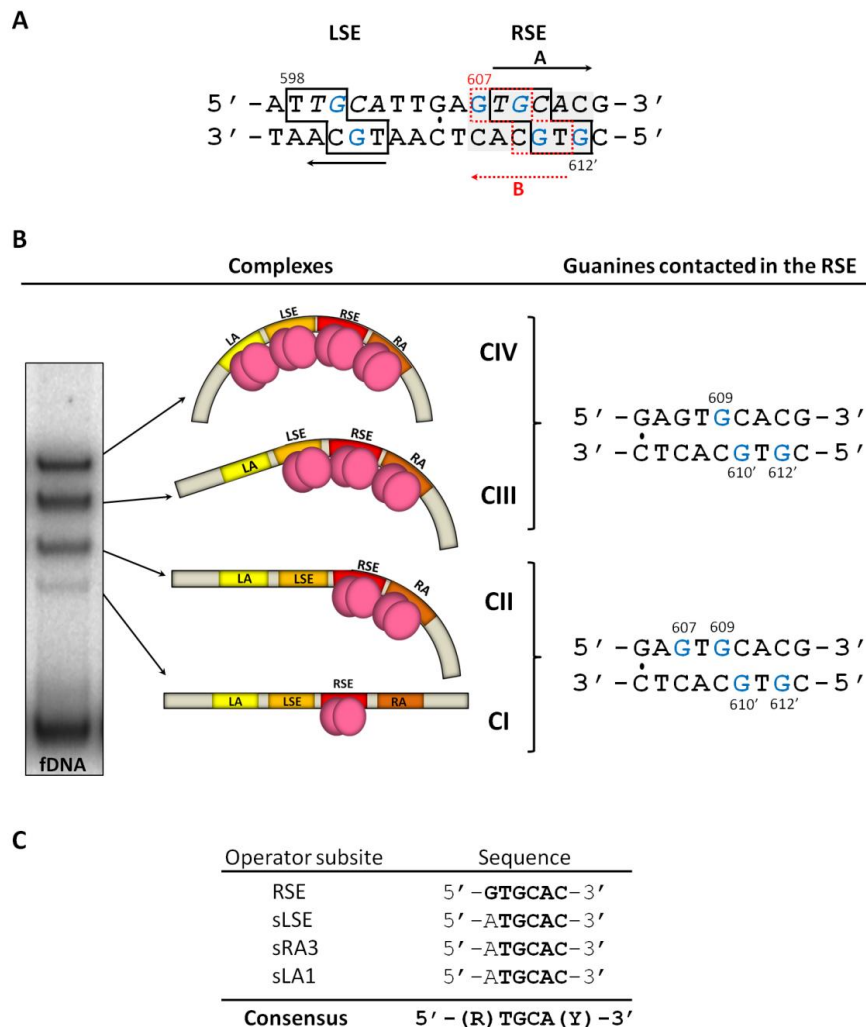 A
LSE RSE
A
598 607
5′ -ATTGCATTGAGTGCACG-3′
3′ -TAACGTAACTCACGTGC-5′
612′
B
B
Complexes Guanines contacted in the RSE
LA LSE RSE RA
CIV
609
5′ -GAGTGCACG-3′
3′ -CTCACGTGC-5′
610′ 612′
LA LSE RSE RA
CIII
LA LSE RSE RA
CII
607 609
5′ -GAGTGCACG-3′
3′ -CTCACGTGC-5′
610′ 612′
LA LSE RSE RA
CI
fDNA
C
Operator subsite Sequence
RSE 5′ -GTGCAC-3′
sLSE 5′ -ATGCAC-3′
sRA3 5′ -ATGCAC-3′
sLA1 5′ -ATGCAC-3′
Consensus 5′ -(R)TGCA(Y)-3′